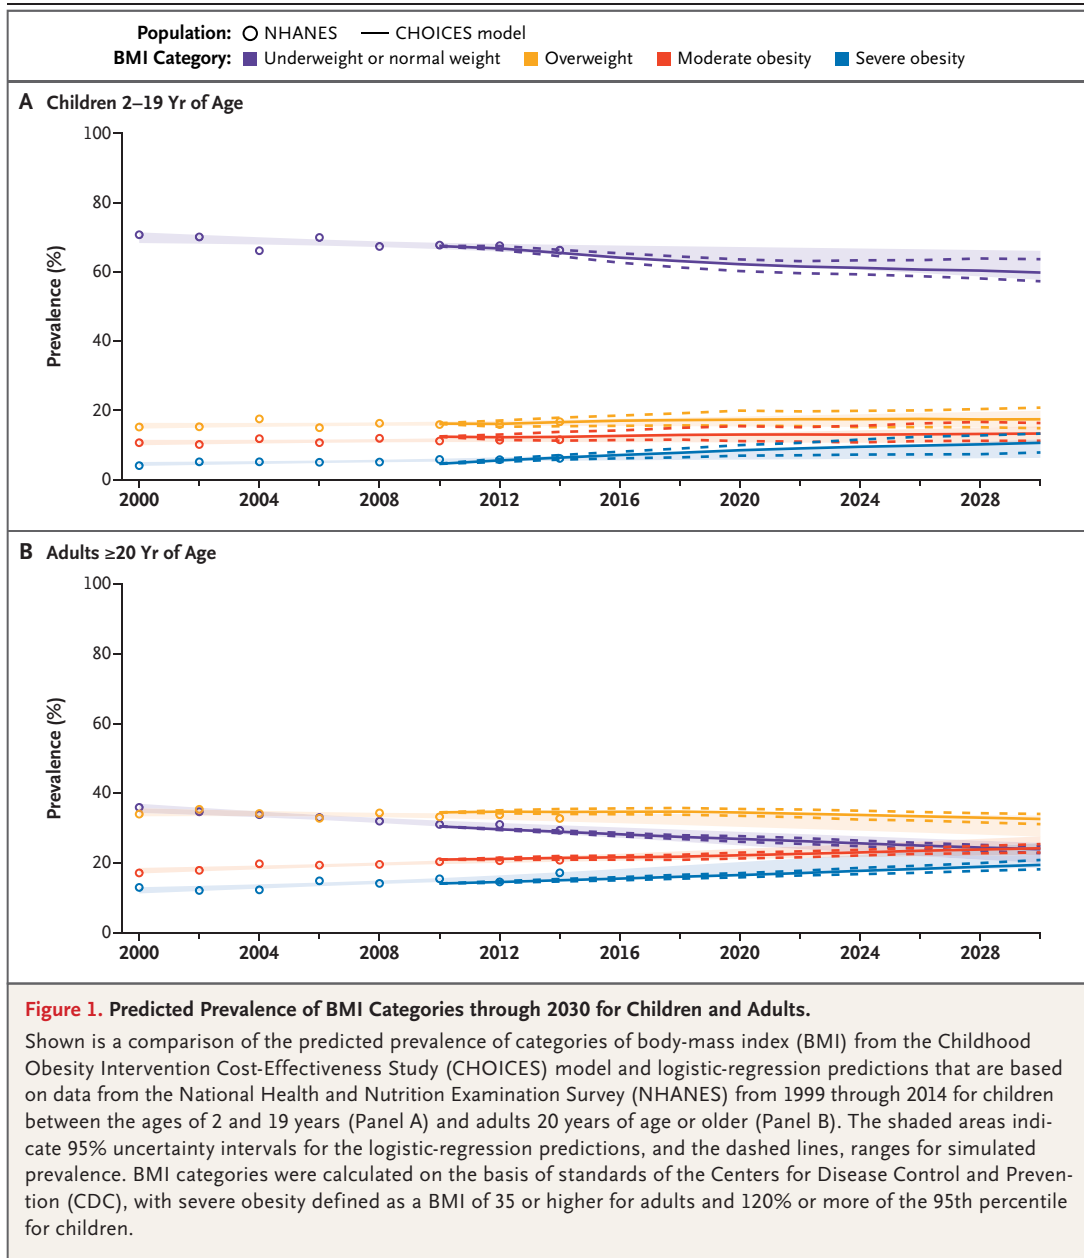 Population: NHANES CHOICES model
BMI Category: Underweight or normal weight Overweight Moderate obesity Severe obesity
A Children 2–19 Yr of Age
100
80
60
40
20
0
Prevalence (%)
2000 2004 2008 2012 2016 2020 2024 2028
B Adults ≥20 Yr of Age
100
80
60
40
20
0
Prevalence (%)
2000 2004 2008 2012 2016 2020 2024 2028
Figure 1. Predicted Prevalence of BMI Categories through 2030 for Children and Adults.
Shown is a comparison of the predicted prevalence of categories of body-mass index (BMI) from the Childhood
Obesity Intervention Cost-Effectiveness Study (CHOICES) model and logistic-regression predictions that are based
on data from the National Health and Nutrition Examination Survey (NHANES) from 1999 through 2014 for children
between the ages of 2 and 19 years (Panel A) and adults 20 years of age or older (Panel B). The shaded areas indi-
cate 95% uncertainty intervals for the logistic-regression predictions, and the dashed lines, ranges for simulated
prevalence. BMI categories were calculated on the basis of standards of the Centers for Disease Control and Preven-
tion (CDC), with severe obesity defined as a BMI of 35 or higher for adults and 120% or more of the 95th percentile
for children.